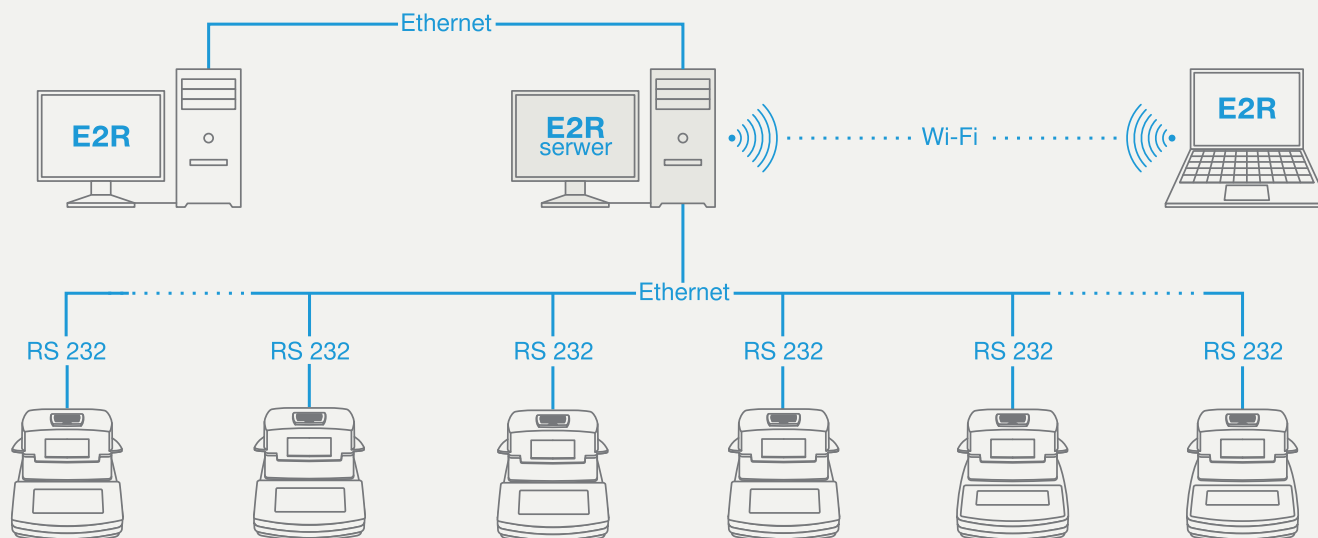 Ethernet
E2R
E2R
serwer
Wi-Fi
E2R
Ethernet
RS 232
RS 232
RS 232
RS 232
RS 232
RS 232